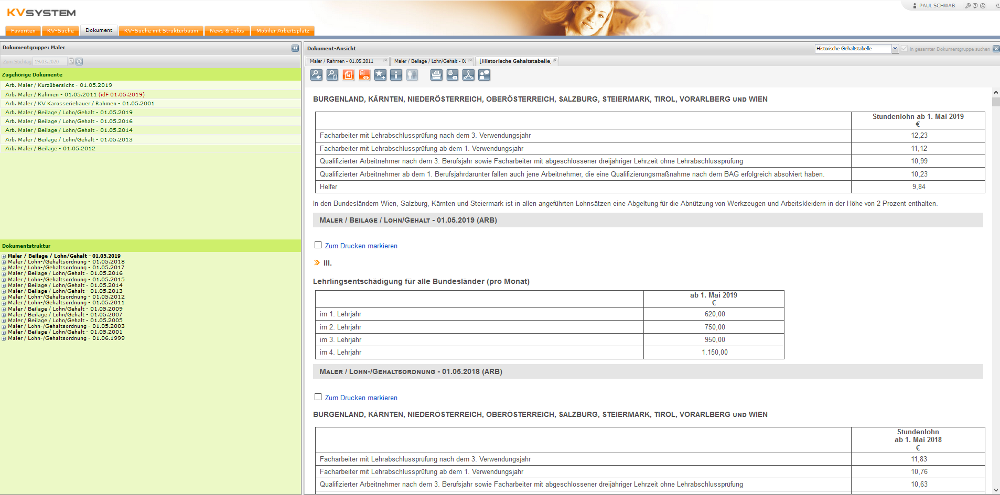 KVSYSTEM
PAUL SCHWAB
Favoriten
KV-Suche
Dokument
KV-Suche mit Strukturbaum
News & Infos
Mobiler Arbeitsplatz
Dokumentgruppe: Maler
Zum Stichtag 19.03.2020
Zugehörige Dokumente
Arb. Maler / Kurzübersicht - 01.05.2019
Arb. Maler / Rahmen - 01.05.2011 (idF 01.05.2019)
Arb. Maler / KV Karosseriebauer / Rahmen - 01.05.2001
Arb. Maler / Beilage / Lohn/Gehalt - 01.05.2019
Arb. Maler / Beilage / Lohn/Gehalt - 01.05.2016
Arb. Maler / Beilage / Lohn/Gehalt - 01.05.2014
Arb. Maler / Beilage / Lohn/Gehalt - 01.05.2013
Arb. Maler / Beilage - 01.05.2012
Dokumentstruktur
Maler / Beilage / Lohn/Gehalt - 01.05.2019
Maler / Lohn-/Gehaltsordnung - 01.05.2018
Maler / Lohn-/Gehaltsordnung - 01.05.2017
Maler / Beilage / Lohn/Gehalt - 01.05.2016
Maler / Lohn-/Gehaltsordnung - 01.05.2015
Maler / Beilage / Lohn/Gehalt - 01.05.2014
Maler / Beilage / Lohn/Gehalt - 01.05.2013
Maler / Lohn-/Gehaltsordnung - 01.05.2012
Maler / Lohn-/Gehaltsordnung - 01.05.2011
Maler / Beilage / Lohn/Gehalt - 01.05.2009
Maler / Beilage / Lohn/Gehalt - 01.05.2007
Maler / Beilage / Lohn/Gehalt - 01.05.2005
Maler / Lohn-/Gehaltsordnung - 01.05.2003
Maler / Beilage / Lohn/Gehalt - 01.05.2001
Maler / Lohn-/Gehaltsordnung - 01.06.1999
Dokument-Ansicht
Historische Gehaltstabelle
in gesamter Dokumentgruppe suchen
Maler / Rahmen - 01.05.2011
Maler / Beilage / Lohn/Gehalt - 01
[Historische Gehaltstabelle]
BURGENLAND, KÄRNTEN, NIEDERÖSTERREICH, OBERÖSTERREICH, SALZBURG, STEIERMARK, TIROL, VORARLBERG UND WIEN
Stundenlohn ab 1. Mai 2019
€
Facharbeiter mit Lehrabschlussprüfung nach dem 3. Verwendungsjahr 12,23
Facharbeiter mit Lehrabschlussprüfung ab dem 1. Verwendungsjahr 11,12
Qualifizierter Arbeitnehmer nach dem 3. Berufsjahr sowie Facharbeiter mit abgeschlossener dreijähriger Lehrzeit ohne Lehrabschlussprüfung 10,99
Qualifizierter Arbeitnehmer ab dem 1. Berufsjahrdarunter fallen auch jene Arbeitnehmer, die eine Qualifizierungsmaßnahme nach dem BAG erfolgreich absolviert haben. 10,23
Helfer 9,84
In den Bundesländern Wien, Salzburg, Kärnten und Steiermark ist in allen angeführten Lohnsätzen eine Abgeltung für die Abnützung von Werkzeugen und Arbeitskleidern in der Höhe von 2 Prozent enthalten.
MALER / BEILAGE / LOHN/GEHALT - 01.05.2019 (ARB)
Zum Drucken markieren
III.
Lehrlingsentschädigung für alle Bundesländer (pro Monat)
ab 1. Mai 2019
€
im 1. Lehrjahr 620,00
im 2. Lehrjahr 750,00
im 3. Lehrjahr 950,00
im 4. Lehrjahr 1.150,00
MALER / LOHN-/GEHALTSORDNUNG - 01.05.2018 (ARB)
Zum Drucken markieren
BURGENLAND, KÄRNTEN, NIEDERÖSTERREICH, OBERÖSTERREICH, SALZBURG, STEIERMARK, TIROL, VORARLBERG UND WIEN
Stundenlohn
ab 1. Mai 2018
€
Facharbeiter mit Lehrabschlussprüfung nach dem 3. Verwendungsjahr 11,83
Facharbeiter mit Lehrabschlussprüfung ab dem 1. Verwendungsjahr 10,76
Qualifizierter Arbeitnehmer nach dem 3. Berufsjahr sowie Facharbeiter mit abgeschlossener dreijähriger Lehrzeit ohne Lehrabschlussprüfung 10,63